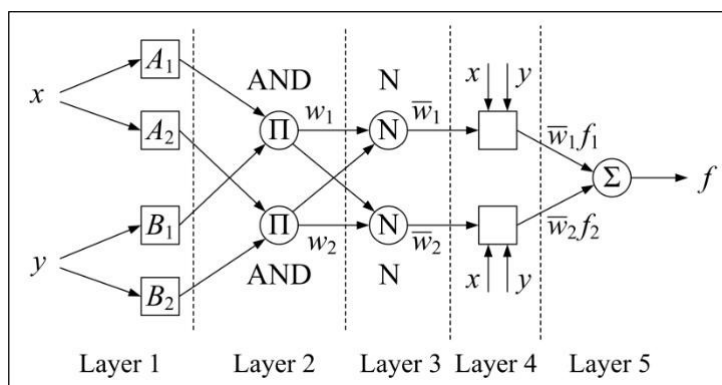 A₁
x
AND
N
x y
A₂
w₁
w̅₁
Π
N
w̅₁f₁
Σ
f
B₁
y
Π
N
w̅₂f₂
w₂
w̅₂
B₂
AND
N
x y
Layer 1 Layer 2 Layer 3 Layer 4 Layer 5